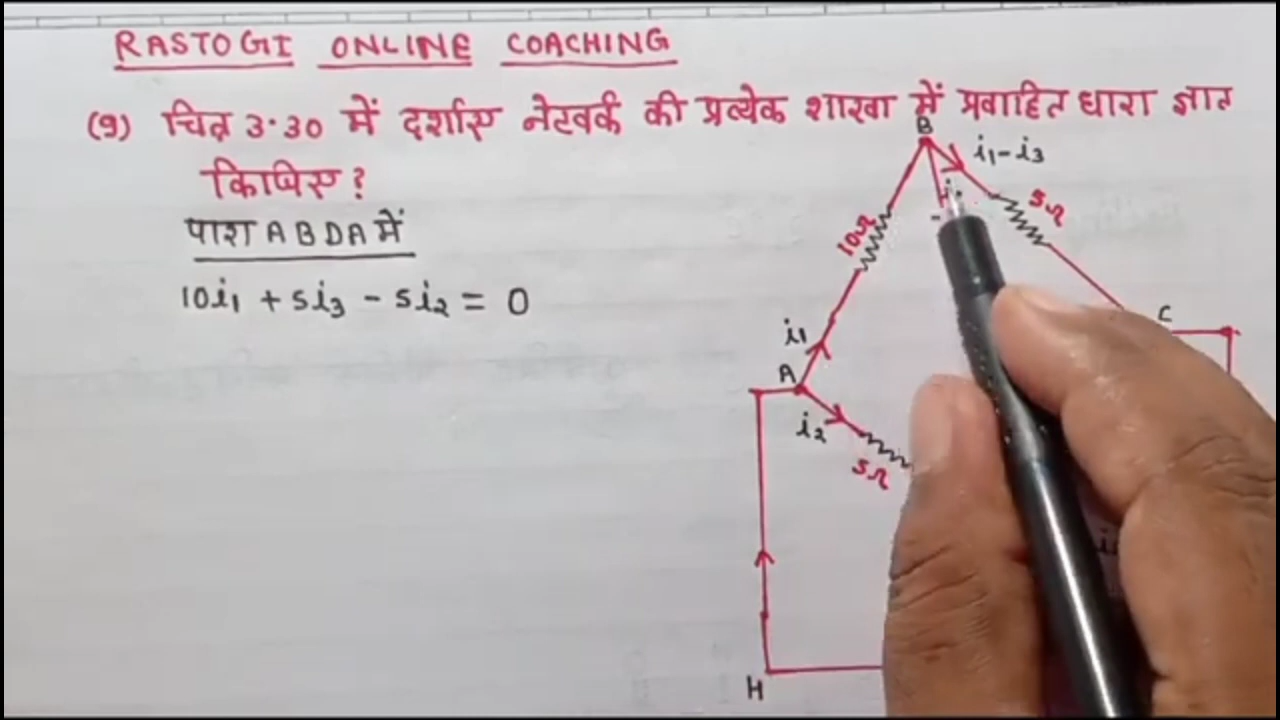 RASTOGI ONLINE COACHING
(9) चित्र 3.30 में दर्शाए नेटवर्क की प्रत्येक शाखा में प्रवाहित धारा ज्ञात
किजिए?
पाश ABDA में
10i₁ + 5i₃ - 5i₂ = 0
B
i₁-i₃
5Ω
10Ω
C
i₁
A
i₂
5Ω
H